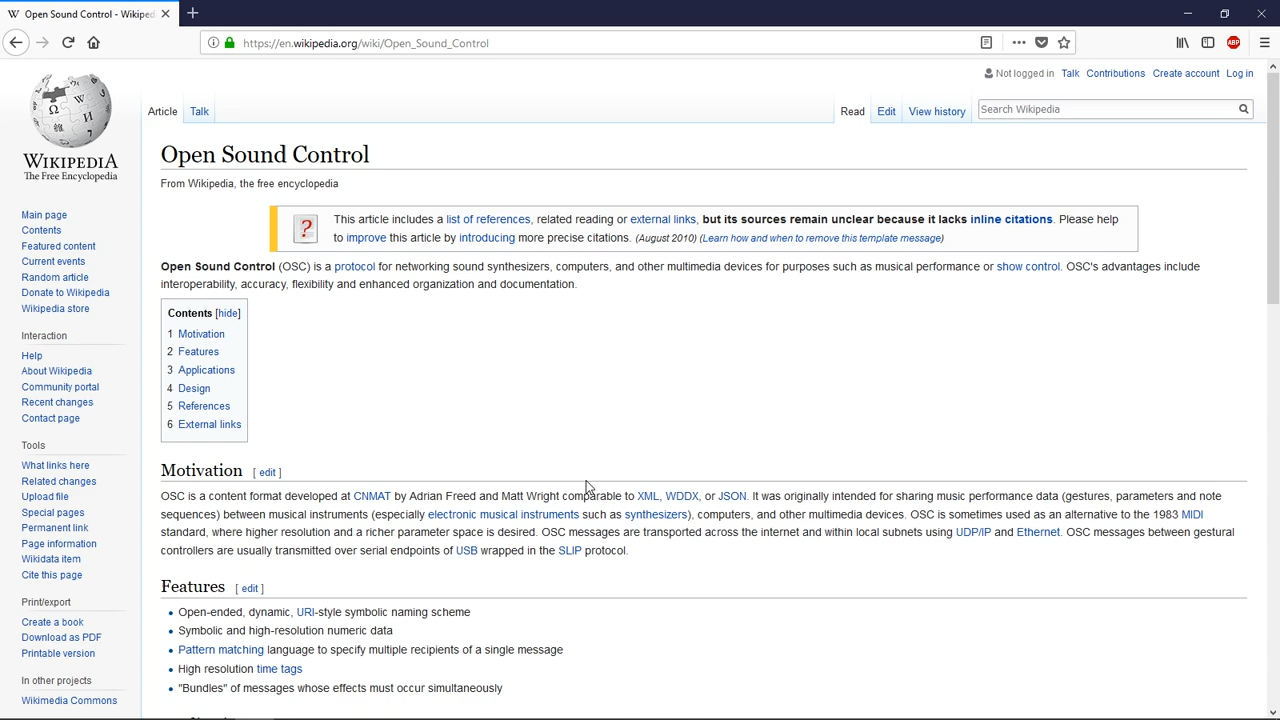 Open Sound Control - Wikiped
https://en.wikipedia.org/wiki/Open_Sound_Control
ABP
Not logged in Talk Contributions Create account Log in
Article Talk Read Edit View history Search Wikipedia
WIKIPEDIA
The Free Encyclopedia
Main page
Contents
Featured content
Current events
Random article
Donate to Wikipedia
Wikipedia store
Interaction
Help
About Wikipedia
Community portal
Recent changes
Contact page
Tools
What links here
Related changes
Upload file
Special pages
Permanent link
Page information
Wikidata item
Cite this page
Print/export
Create a book
Download as PDF
Printable version
In other projects
Wikimedia Commons
Open Sound Control
From Wikipedia, the free encyclopedia
This article includes a list of references, related reading or external links, but its sources remain unclear because it lacks inline citations. Please help
to improve this article by introducing more precise citations. (August 2010) (Learn how and when to remove this template message)
Open Sound Control (OSC) is a protocol for networking sound synthesizers, computers, and other multimedia devices for purposes such as musical performance or show control. OSC's advantages include
interoperability, accuracy, flexibility and enhanced organization and documentation.
Contents [hide]
1 Motivation
2 Features
3 Applications
4 Design
5 References
6 External links
Motivation [ edit ]
OSC is a content format developed at CNMAT by Adrian Freed and Matt Wright comparable to XML, WDDX, or JSON. It was originally intended for sharing music performance data (gestures, parameters and note
sequences) between musical instruments (especially electronic musical instruments such as synthesizers), computers, and other multimedia devices. OSC is sometimes used as an alternative to the 1983 MIDI
standard, where higher resolution and a richer parameter space is desired. OSC messages are transported across the internet and within local subnets using UDP/IP and Ethernet. OSC messages between gestural
controllers are usually transmitted over serial endpoints of USB wrapped in the SLIP protocol.
Features [ edit ]
• Open-ended, dynamic, URI-style symbolic naming scheme
• Symbolic and high-resolution numeric data
• Pattern matching language to specify multiple recipients of a single message
• High resolution time tags
• "Bundles" of messages whose effects must occur simultaneously